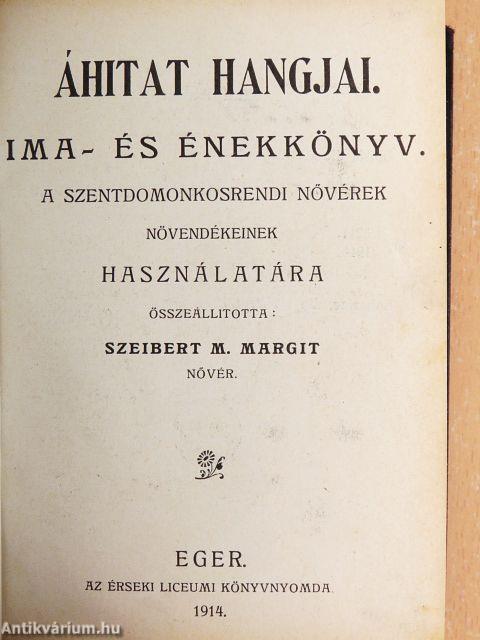 ÁHITAT HANGJAI.
IMA- ÉS ÉNEKKÖNYV.
A SZENTDOMONKOSRENDI NŐVÉREK
NÖVENDÉKEINEK
HASZNÁLATÁRA
ÖSSZEÁLLITOTTA:
SZEIBERT M. MARGIT
NŐVÉR.
EGER.
AZ ÉRSEKI LICEUMI KÖNYVNYOMDA
1914.
Antikvárium.hu